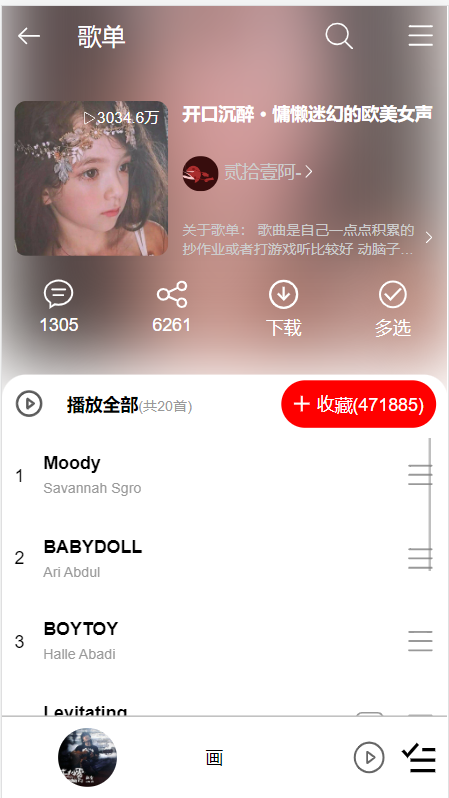 歌单
▷3034.6万
开口沉醉·慵懒迷幻的欧美女声
贰拾壹阿-
关于歌单： 歌曲是自己一点点积累的
抄作业或者打游戏听比较好 动脑子...
1305
6261
下载
多选
播放全部(共20首)
+ 收藏(471885)
1
Moody
Savannah Sgro
2
BABYDOLL
Ari Abdul
3
BOYTOY
Halle Abadi
Levitating
画